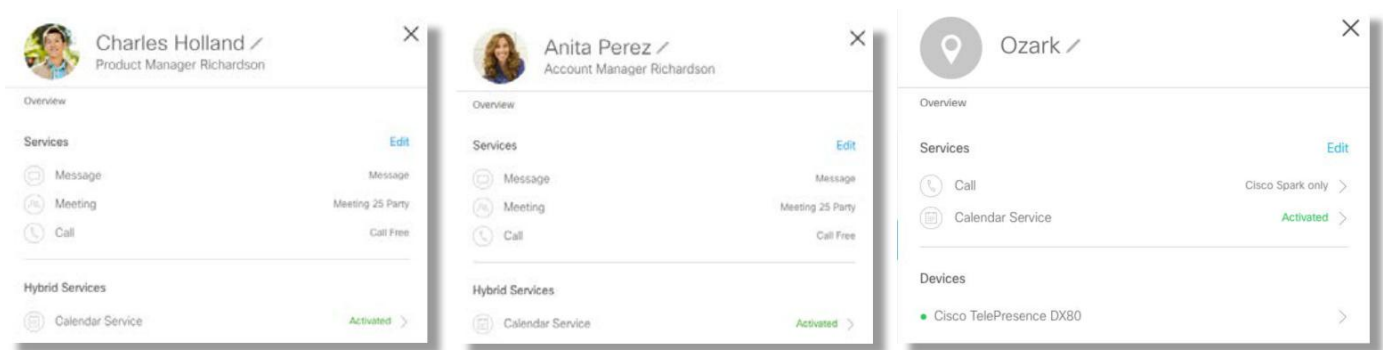 Charles Holland
Product Manager Richardson
Overview
Services Edit
Message Message
Meeting Meeting 25 Party
Call Call Free
Hybrid Services
Calendar Service Activated
Anita Perez
Account Manager Richardson
Overview
Services Edit
Message Message
Meeting Meeting 25 Party
Call Call Free
Hybrid Services
Calendar Service Activated
Ozark
Overview
Services Edit
Call Cisco Spark only
Calendar Service Activated
Devices
Cisco TelePresence DX80